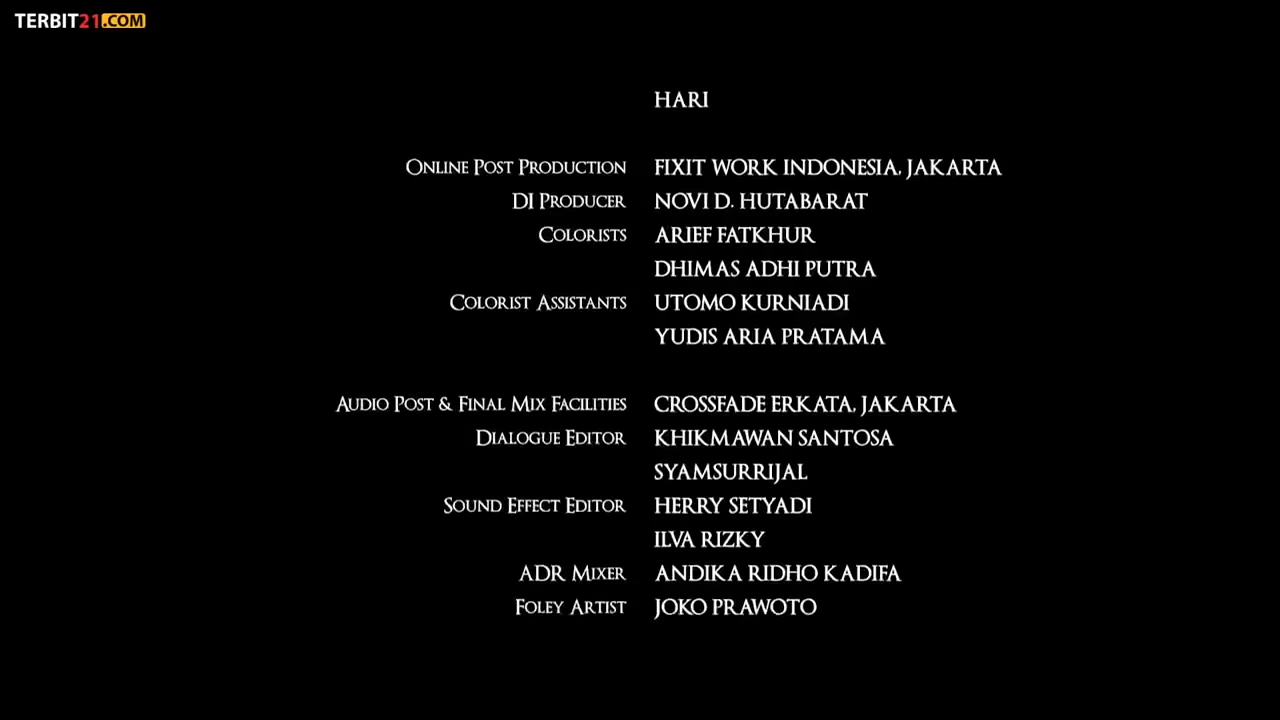 TERBIT21.COM
HARI
Online Post Production FIXIT WORK INDONESIA, JAKARTA
DI Producer NOVI D. HUTABARAT
Colorists ARIEF FATKHUR
DHIMAS ADHI PUTRA
Colorist Assistants UTOMO KURNIADI
YUDIS ARIA PRATAMA
Audio Post & Final Mix Facilities CROSSFADE ERKATA, JAKARTA
Dialogue Editor KHIKMAWAN SANTOSA
SYAMSURRIJAL
Sound Effect Editor HERRY SETYADI
ILVA RIZKY
ADR Mixer ANDIKA RIDHO KADIFA
Foley Artist JOKO PRAWOTO